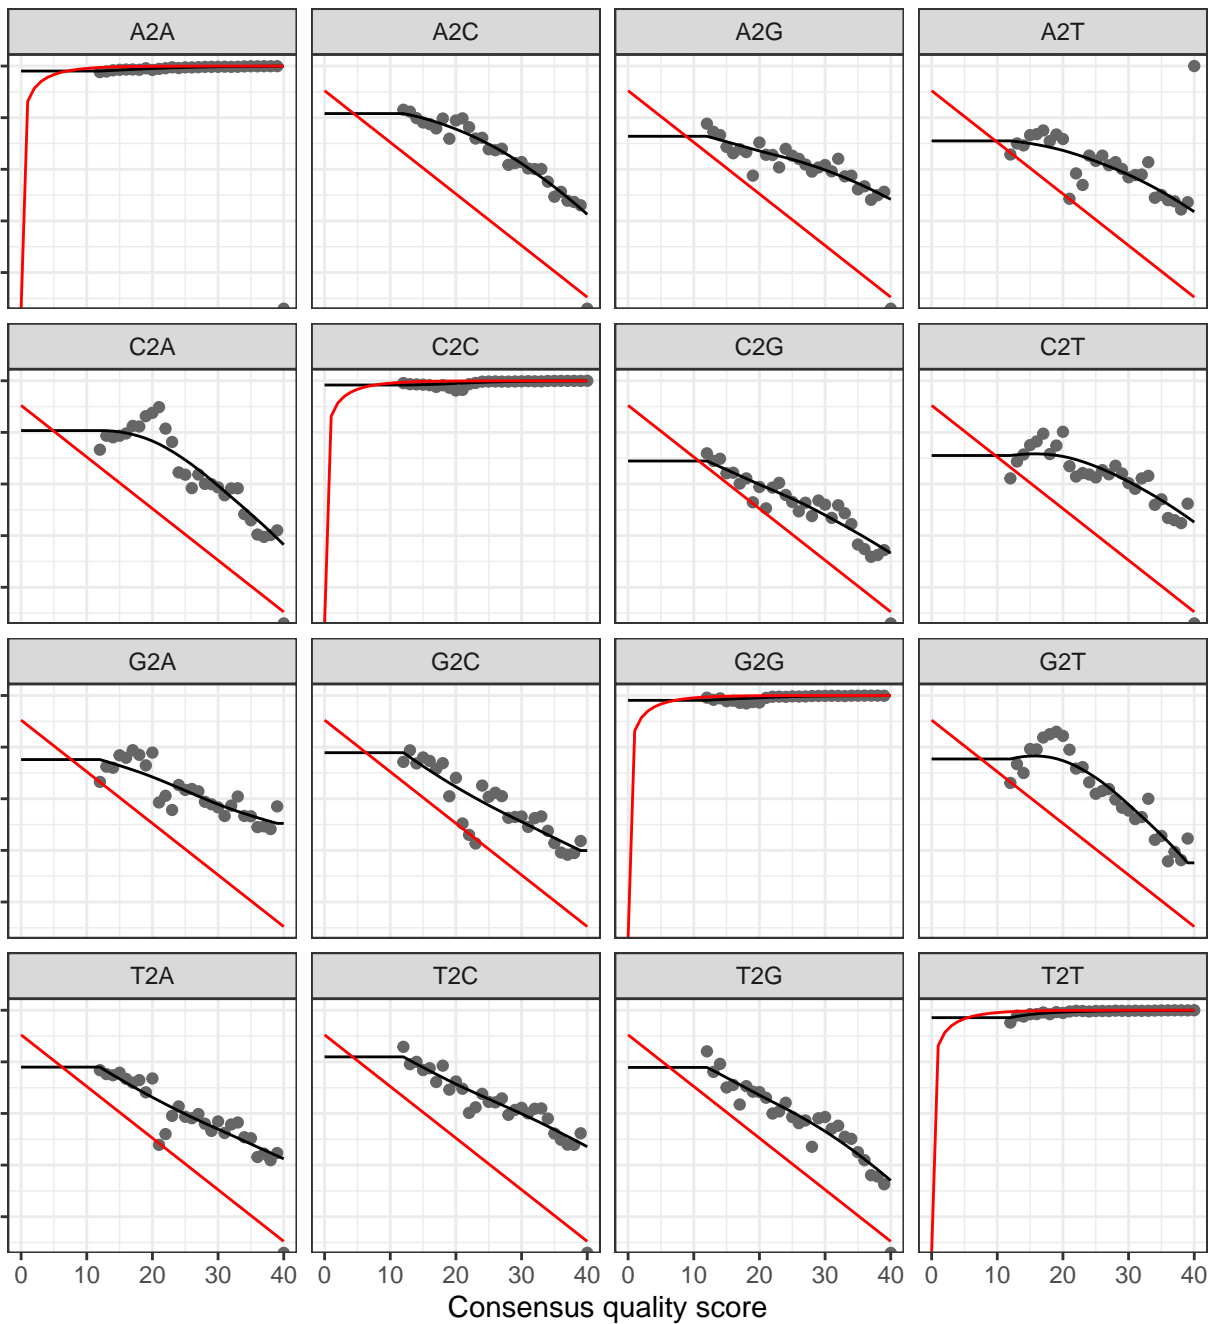 A2A A2C A2G A2T
C2A C2C C2G C2T
G2A G2C G2G G2T
T2A T2C T2G T2T
0 10 20 30 40 0 10 20 30 40 0 10 20 30 40 0 10 20 30 40
Consensus quality score